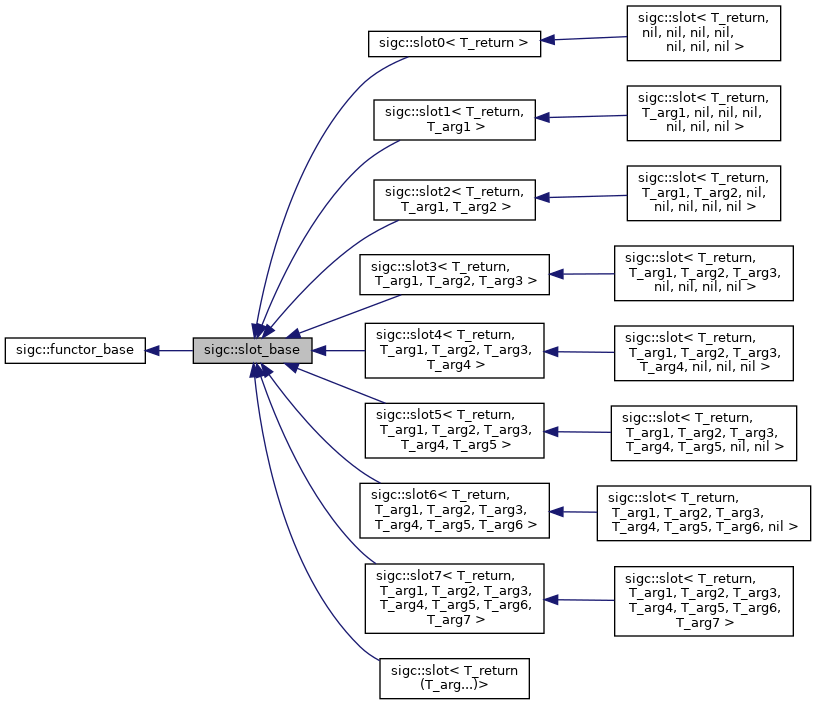 sigc::functor_base
sigc::slot_base
sigc::slot0< T_return >
sigc::slot1< T_return,
T_arg1 >
sigc::slot2< T_return,
T_arg1, T_arg2 >
sigc::slot3< T_return,
T_arg1, T_arg2, T_arg3 >
sigc::slot4< T_return,
T_arg1, T_arg2, T_arg3,
T_arg4 >
sigc::slot5< T_return,
T_arg1, T_arg2, T_arg3,
T_arg4, T_arg5 >
sigc::slot6< T_return,
T_arg1, T_arg2, T_arg3,
T_arg4, T_arg5, T_arg6 >
sigc::slot7< T_return,
T_arg1, T_arg2, T_arg3,
T_arg4, T_arg5, T_arg6,
T_arg7 >
sigc::slot< T_return
(T_arg...)>
sigc::slot< T_return,
nil, nil, nil, nil,
nil, nil, nil >
sigc::slot< T_return,
T_arg1, nil, nil, nil,
nil, nil, nil >
sigc::slot< T_return,
T_arg1, T_arg2, nil,
nil, nil, nil, nil >
sigc::slot< T_return,
T_arg1, T_arg2, T_arg3,
nil, nil, nil, nil >
sigc::slot< T_return,
T_arg1, T_arg2, T_arg3,
T_arg4, nil, nil, nil >
sigc::slot< T_return,
T_arg1, T_arg2, T_arg3,
T_arg4, T_arg5, nil, nil >
sigc::slot< T_return,
T_arg1, T_arg2, T_arg3,
T_arg4, T_arg5, T_arg6, nil >
sigc::slot< T_return,
T_arg1, T_arg2, T_arg3,
T_arg4, T_arg5, T_arg6,
T_arg7 >